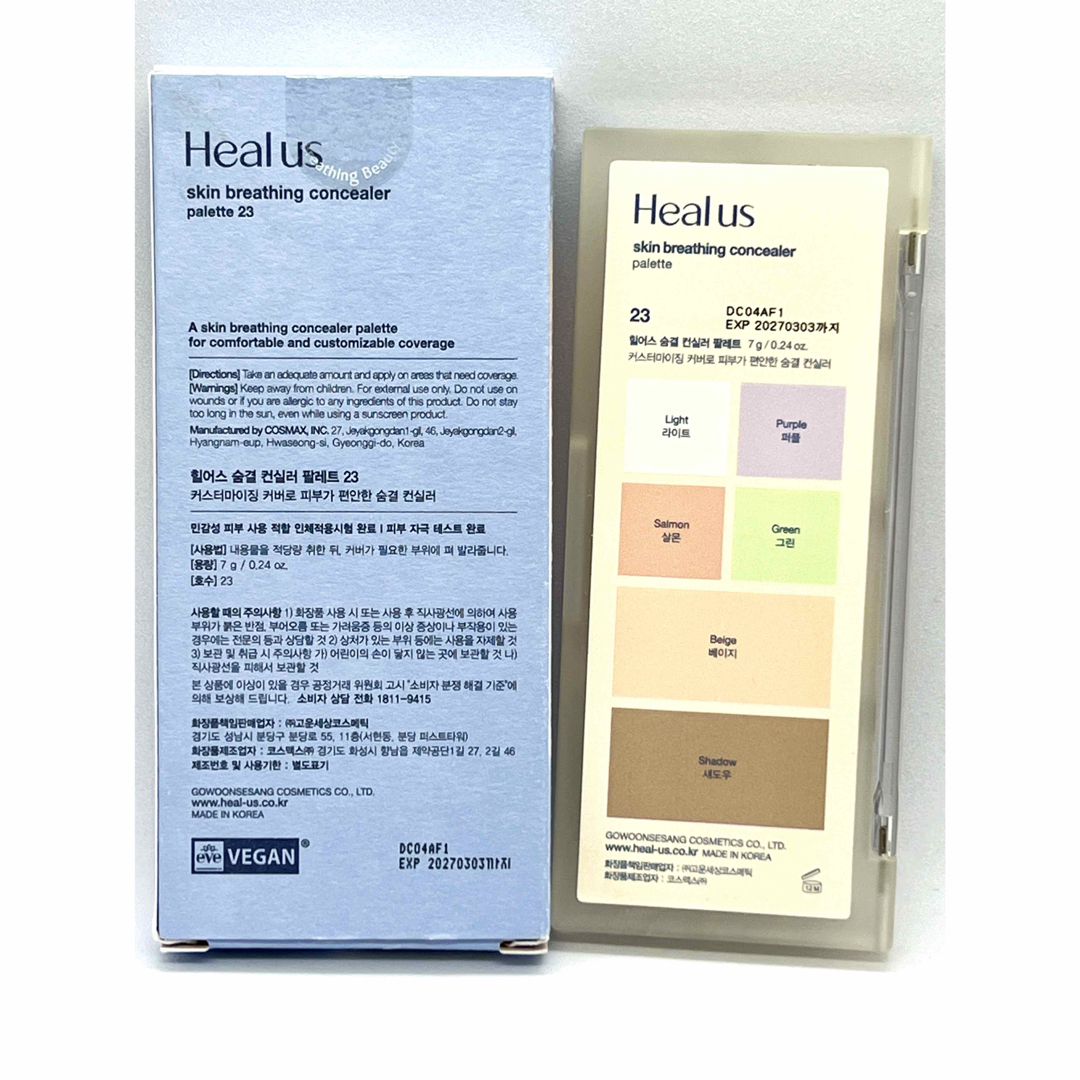 Heal us
eathing Beauty
skin breathing concealer
palette 23
A skin breathing concealer palette
for comfortable and customizable coverage
[Directions] Take an adequate amount and apply on areas that need coverage.
[Warnings] Keep away from children. For external use only. Do not use on
wounds or if you are allergic to any ingredients of this product. Do not stay
too long in the sun, even while using a sunscreen product.
Manufactured by COSMAX, INC. 27, Jeyakgongdan1-gil, 46, Jeyakgongdan2-gil,
Hyangnam-eup, Hwaseong-si, Gyeonggi-do, Korea
힐어스 숨결 컨실러 팔레트 23
커스터마이징 커버로 피부가 편안한 숨결 컨실러
민감성 피부 사용 적합 인체적용시험 완료 I 피부 자극 테스트 완료
[사용법] 내용물을 적당량 취한 뒤, 커버가 필요한 부위에 펴 발라줍니다.
[용량] 7 g / 0.24 oz.
[호수] 23
사용할 때의 주의사항 1) 화장품 사용 시 또는 사용 후 직사광선에 의하여 사용
부위가 붉은 반점, 부어오름 또는 가려움증 등의 이상 증상이나 부작용이 있는
경우에는 전문의 등과 상담할 것 2) 상처가 있는 부위 등에는 사용을 자제할 것
3) 보관 및 취급 시 주의사항 가) 어린이의 손이 닿지 않는 곳에 보관할 것 나)
직사광선을 피해서 보관할 것
본 상품에 이상이 있을 경우 공정거래 위원회 고시 "소비자 분쟁 해결 기준"에
의해 보상해 드립니다. 소비자 상담 전화 1811-9415
화장품책임판매업자 : ㈜고운세상코스메틱
경기도 성남시 분당구 분당로 55, 11층(서현동, 분당 퍼스트타워)
화장품제조업자 : 코스맥스㈜ 경기도 화성시 향남읍 제약공단1길 27, 2길 46
제조번호 및 사용기한 : 별도표기
GOWOONSESANG COSMETICS CO., LTD.
www.heal-us.co.kr
MADE IN KOREA
eve VEGAN®
DC04AF1
EXP 20270303까지
Heal us
skin breathing concealer
palette
23
DC04AF1
EXP 20270303까지
힐어스 숨결 컨실러 팔레트 7 g / 0.24 oz.
커스터마이징 커버로 피부가 편안한 숨결 컨실러
Light
라이트
Purple
퍼플
Salmon
살몬
Green
그린
Beige
베이지
Shadow
섀도우
GOWOONSESANG COSMETICS CO., LTD.
www.heal-us.co.kr MADE IN KOREA
화장품책임판매업자 : ㈜고운세상코스메틱
화장품제조업자 : 코스맥스㈜
12 M